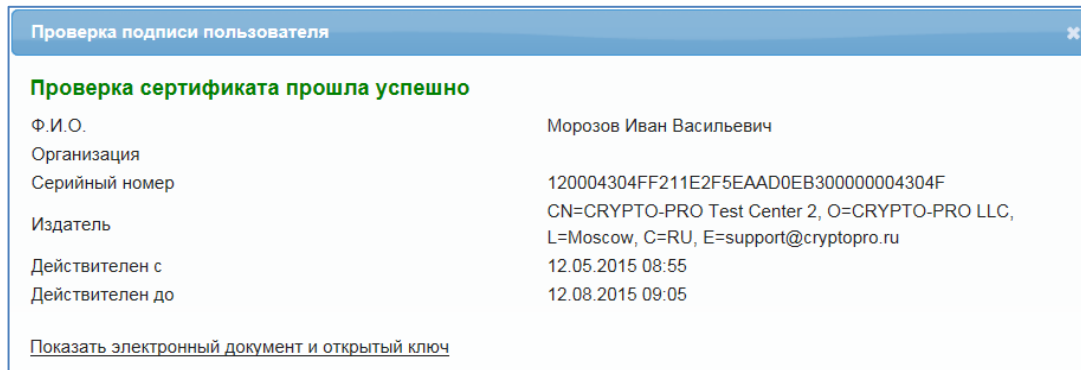 Проверка подписи пользователя
Проверка сертификата прошла успешно
Ф.И.О. Морозов Иван Васильевич
Организация
Серийный номер 120004304FF211E2F5EAAD0EB300000004304F
Издатель CN=CRYPTO-PRO Test Center 2, O=CRYPTO-PRO LLC,
L=Moscow, C=RU, E=support@cryptopro.ru
Действителен с 12.05.2015 08:55
Действителен до 12.08.2015 09:05
Показать электронный документ и открытый ключ